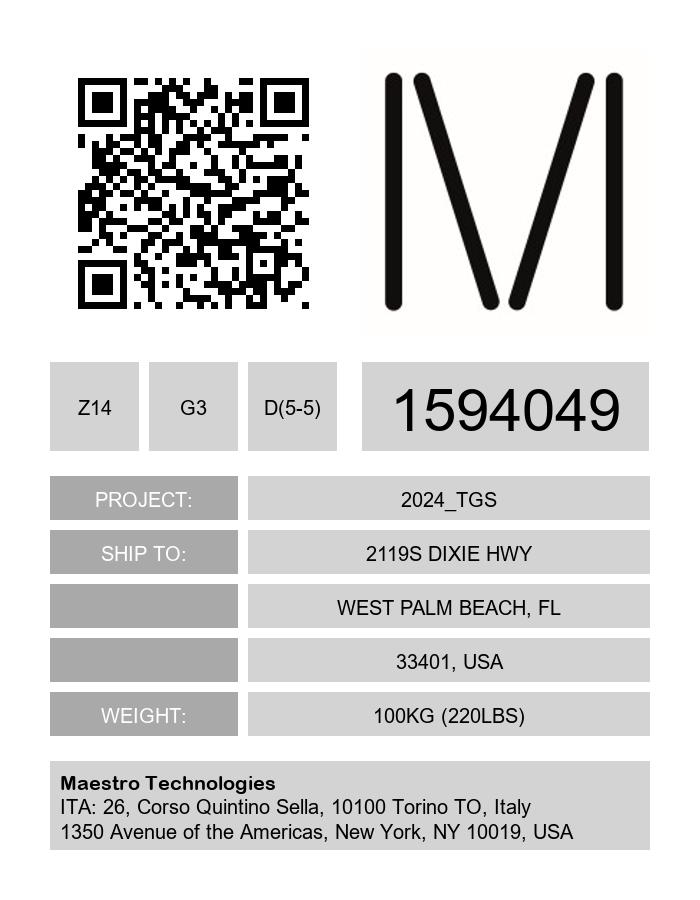 M
Z14
G3
D(5-5)
1594049
PROJECT:
2024_TGS
SHIP TO:
2119S DIXIE HWY
WEST PALM BEACH, FL
33401, USA
WEIGHT:
100KG (220LBS)
Maestro Technologies
ITA: 26, Corso Quintino Sella, 10100 Torino TO, Italy
1350 Avenue of the Americas, New York, NY 10019, USA